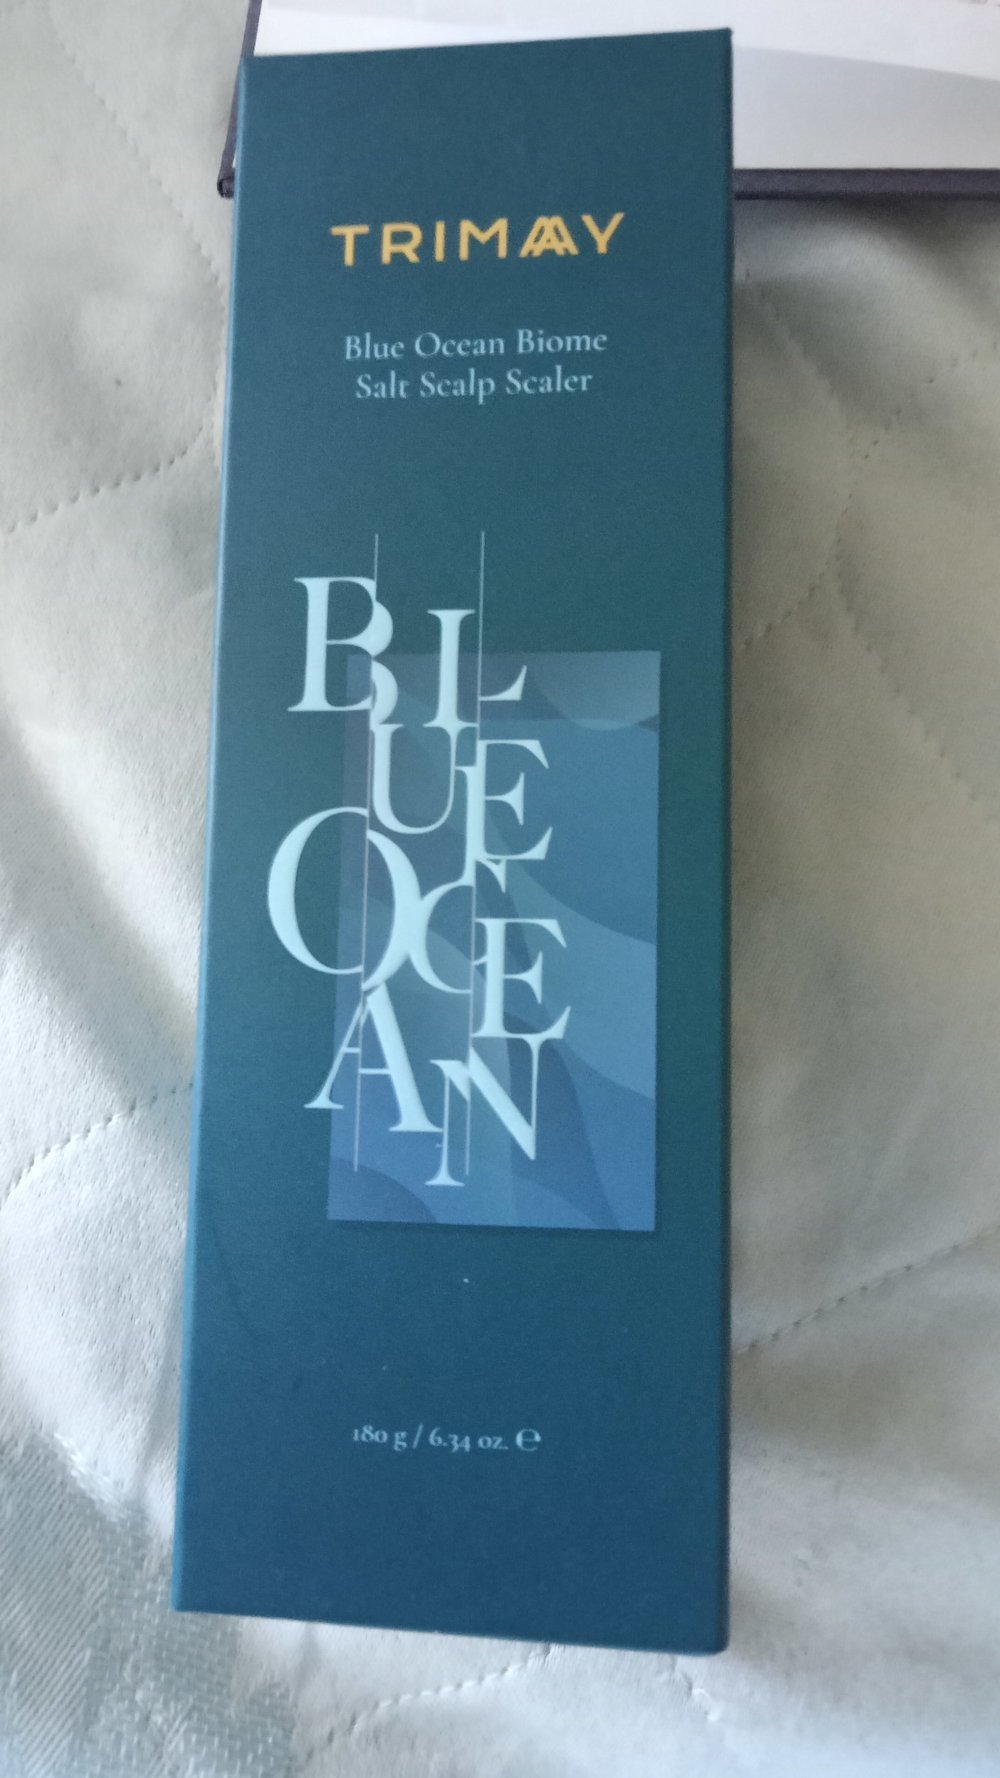 TRIMAY
Blue Ocean Biome
Salt Scalp Scaler
BLUE
OCEAN
180 g / 6.34 oz. ℮